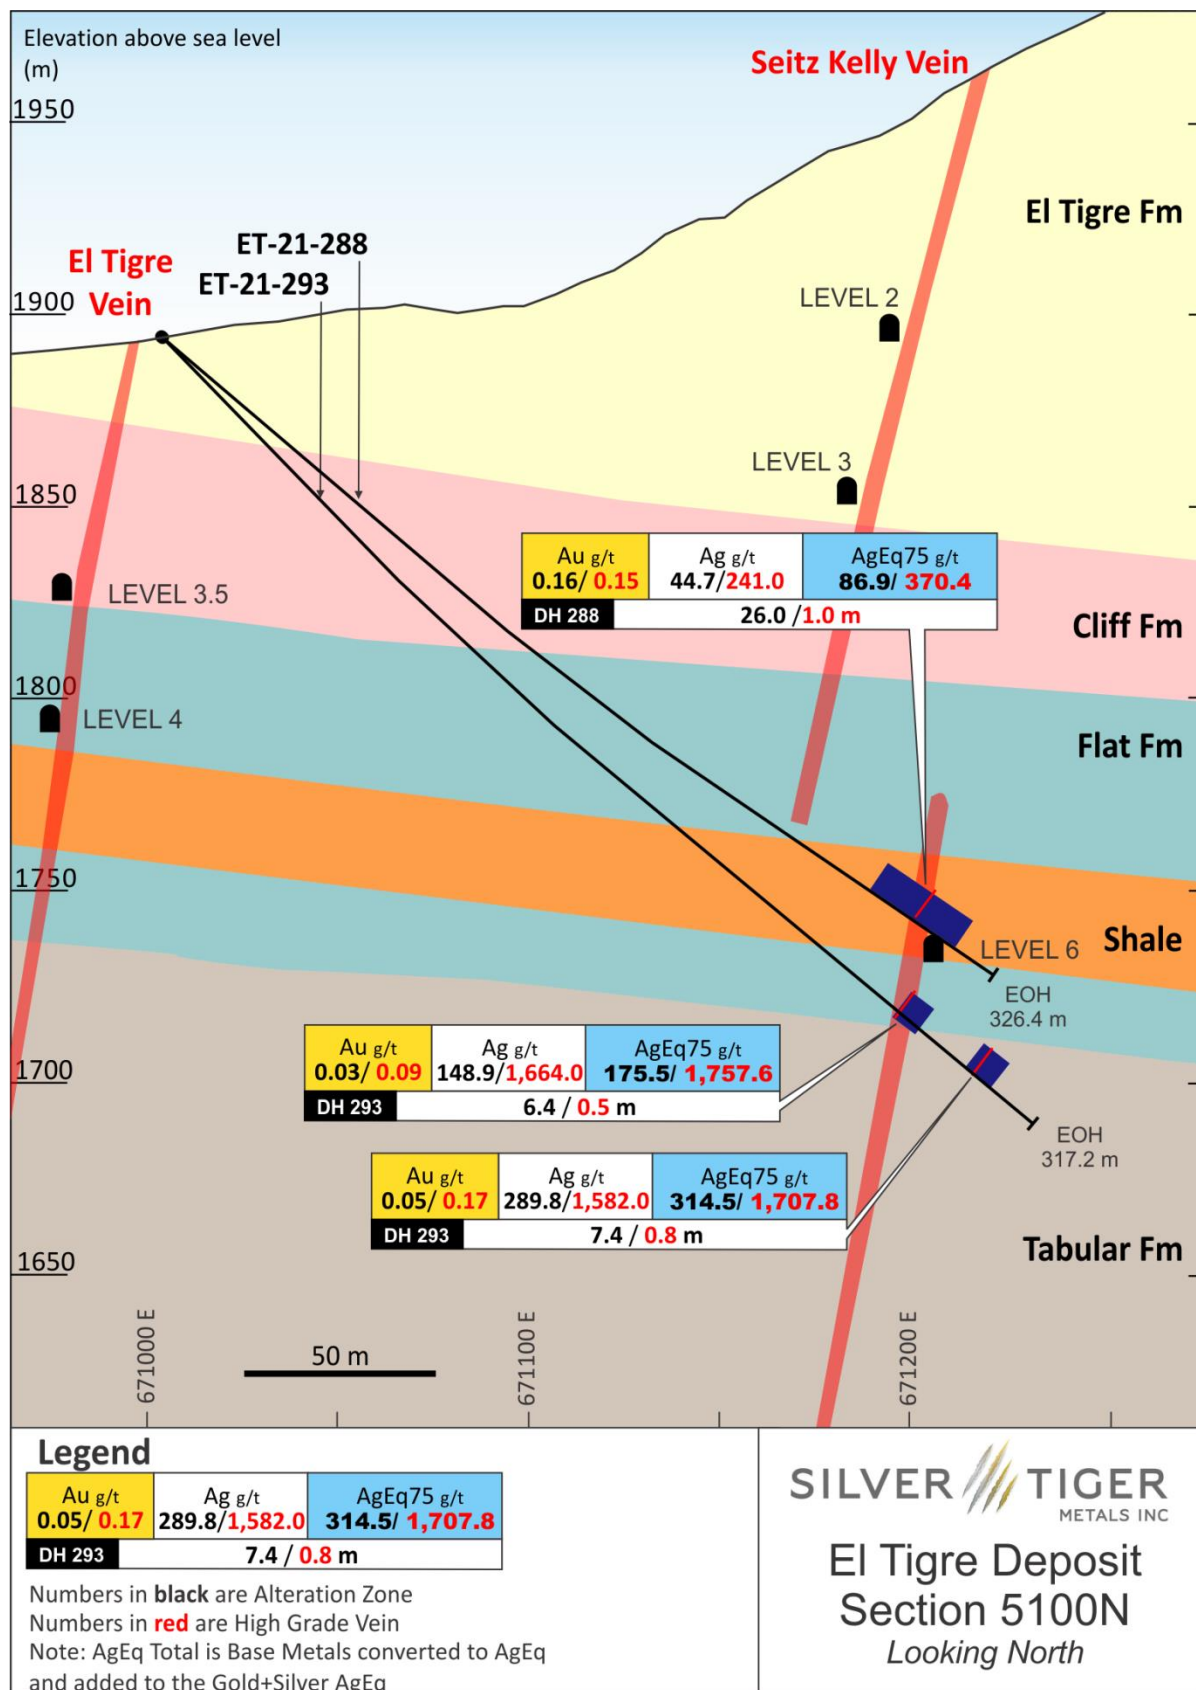 Elevation above sea level
(m)
Seitz Kelly Vein
1950
El Tigre Fm
ET-21-288
El Tigre
Vein
ET-21-293
1900
LEVEL 2
LEVEL 3
1850
Au g/t Ag g/t AgEq75 g/t
0.16/ 0.15 44.7/241.0 86.9/ 370.4
DH 288 26.0 /1.0 m
LEVEL 3.5
Cliff Fm
1800
LEVEL 4
Flat Fm
1750
Shale
LEVEL 6
EOH
326.4 m
Au g/t Ag g/t AgEq75 g/t
0.03/ 0.09 148.9/1,664.0 175.5/ 1,757.6
DH 293 6.4 / 0.5 m
1700
EOH
317.2 m
Au g/t Ag g/t AgEq75 g/t
0.05/ 0.17 289.8/1,582.0 314.5/ 1,707.8
DH 293 7.4 / 0.8 m
Tabular Fm
1650
671000 E
50 m
671100 E
671200 E
Legend
Au g/t Ag g/t AgEq75 g/t
0.05/ 0.17 289.8/1,582.0 314.5/ 1,707.8
DH 293 7.4 / 0.8 m
Numbers in black are Alteration Zone
Numbers in red are High Grade Vein
Note: AgEq Total is Base Metals converted to AgEq
and added to the Gold+Silver AgEq
SILVER TIGER
METALS INC
El Tigre Deposit
Section 5100N
Looking North